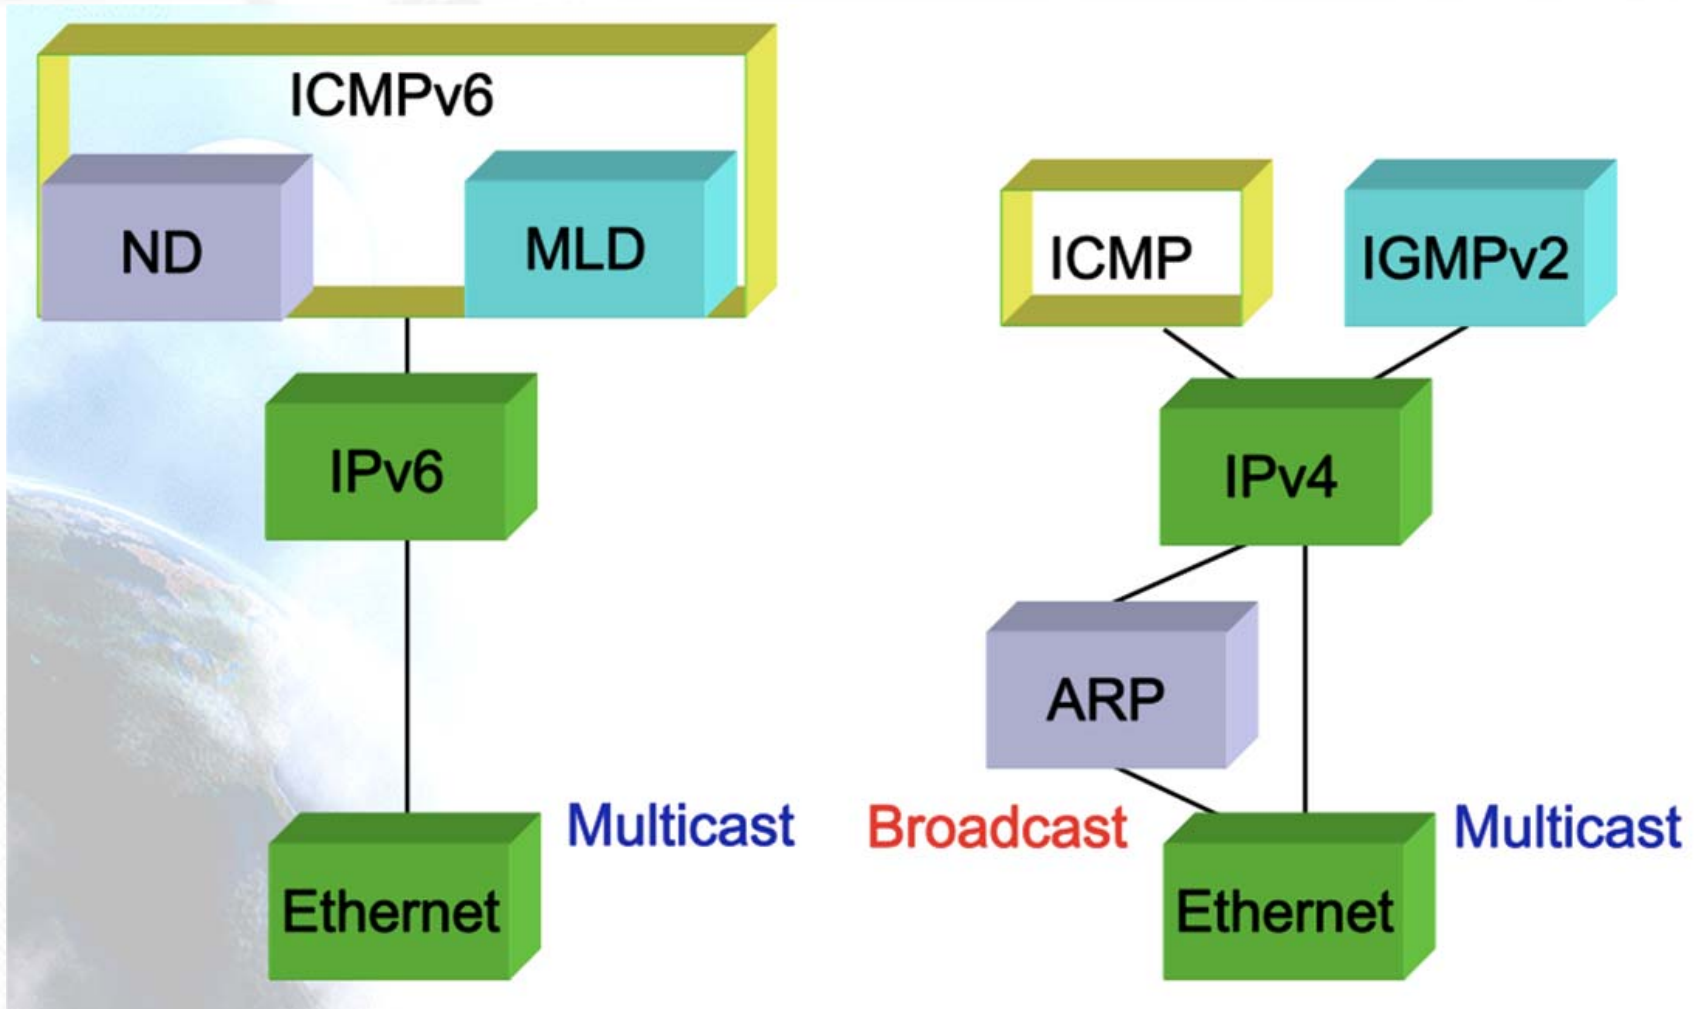 ICMPv6
ND
MLD
IPv6
Multicast
Ethernet
ICMP
IGMPv2
IPv4
ARP
Broadcast
Multicast
Ethernet